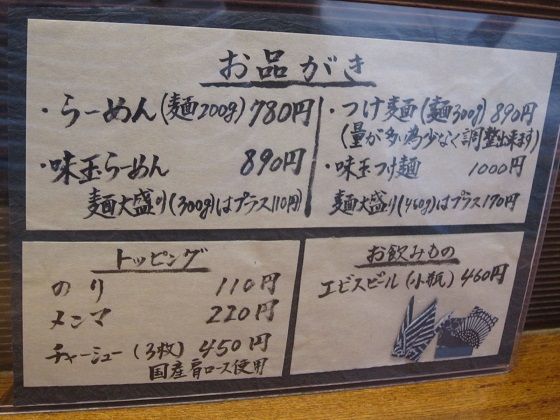 お品がき
・らーめん(麺200g) 780円
・味玉らーめん 890円
麺大盛り(300g)はプラス110円
・つけ麺(麺300g) 890円
(量が多い為少なく調整出来ます)
・味玉つけ麺 1000円
麺大盛り(460g)はプラス170円
トッピング
のり 110円
メンマ 220円
チャーシュー(3枚) 450円
国産肩ロース使用
お飲みもの
エビスビール(小瓶) 460円